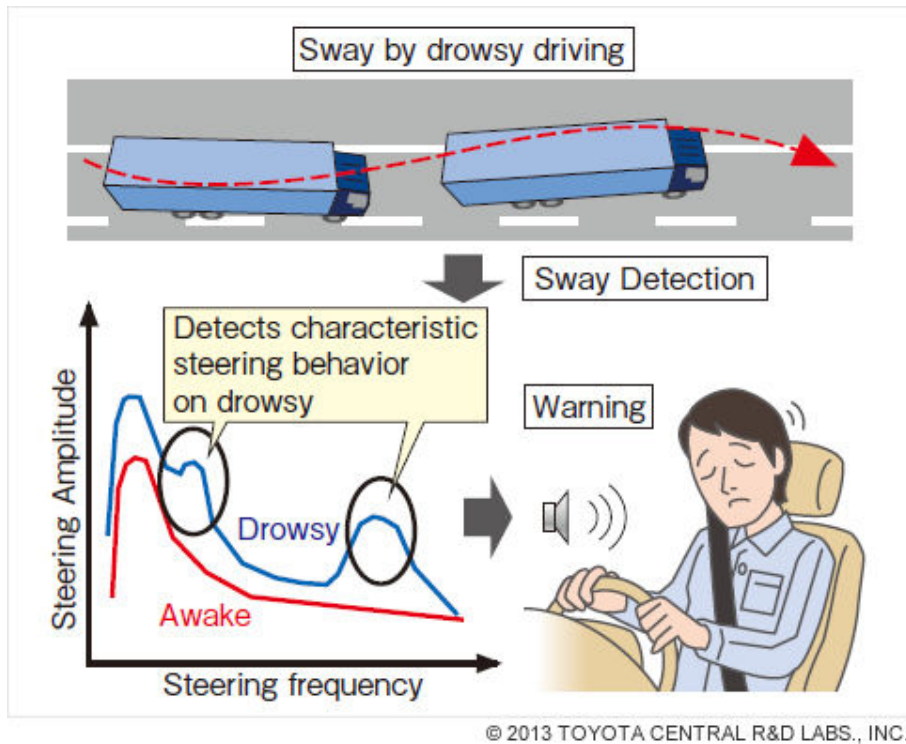 Sway by drowsy driving
Sway Detection
Detects characteristic
steering behavior
on drowsy
Warning
Steering Amplitude
Drowsy
Awake
Steering frequency
© 2013 TOYOTA CENTRAL R&D LABS., INC.